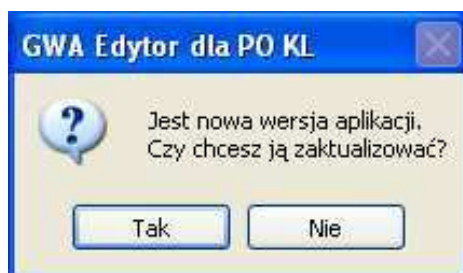 GWA Edytor dla PO KL
Jest nowa wersja aplikacji.
Czy chcesz ją zaktualizować?
Tak
Nie